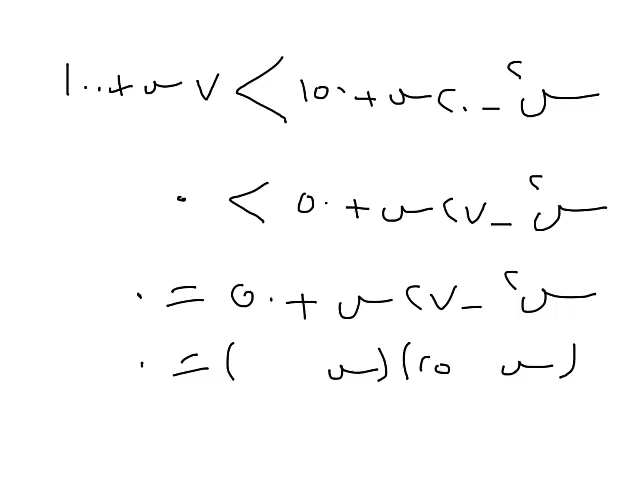 س٢ − ٢٠س + ١٥٠ > ٧س + ١٠٠
س٢ − ٢٧س + ٥٠ > ٠
س٢ − ٢٧س + ٥٠ = ٠
(س ٢٥)(س ) = ٠